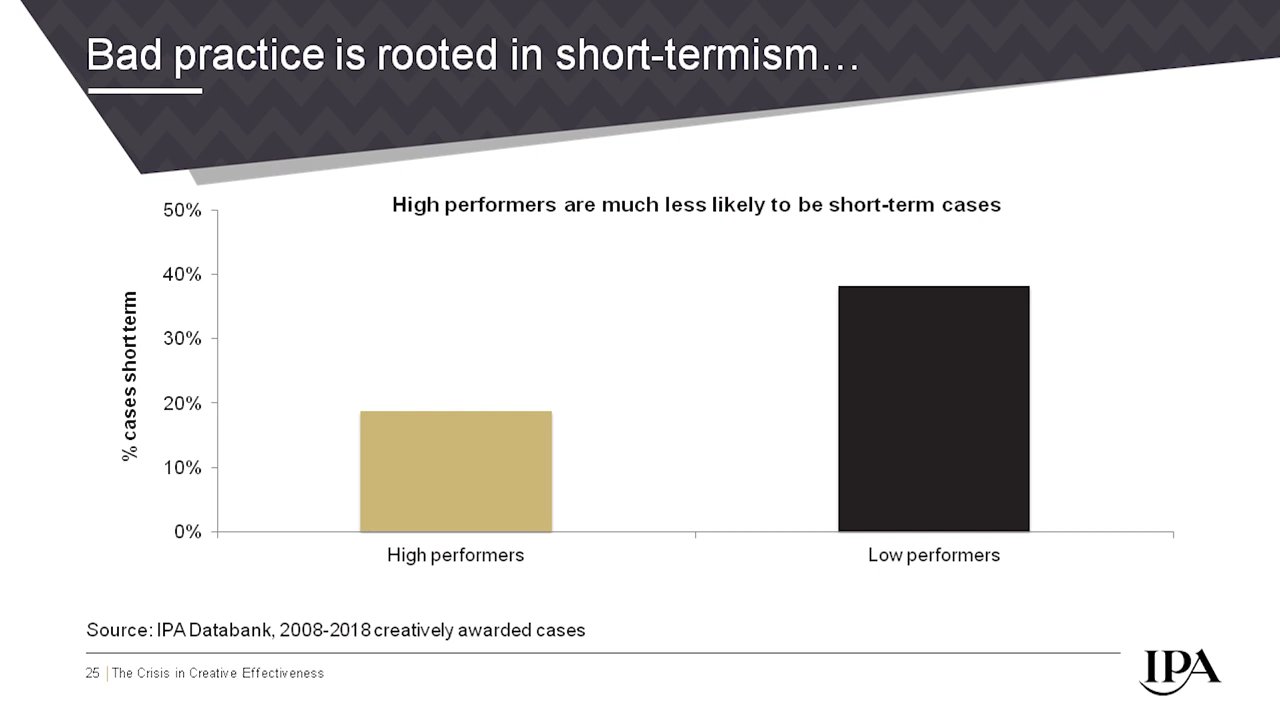 Bad practice is rooted in short-termism…
High performers are much less likely to be short-term cases
50%
40%
30%
20%
10%
0%
% cases short term
High performers
Low performers
Source: IPA Databank, 2008-2018 creatively awarded cases
25 | The Crisis in Creative Effectiveness
IPA